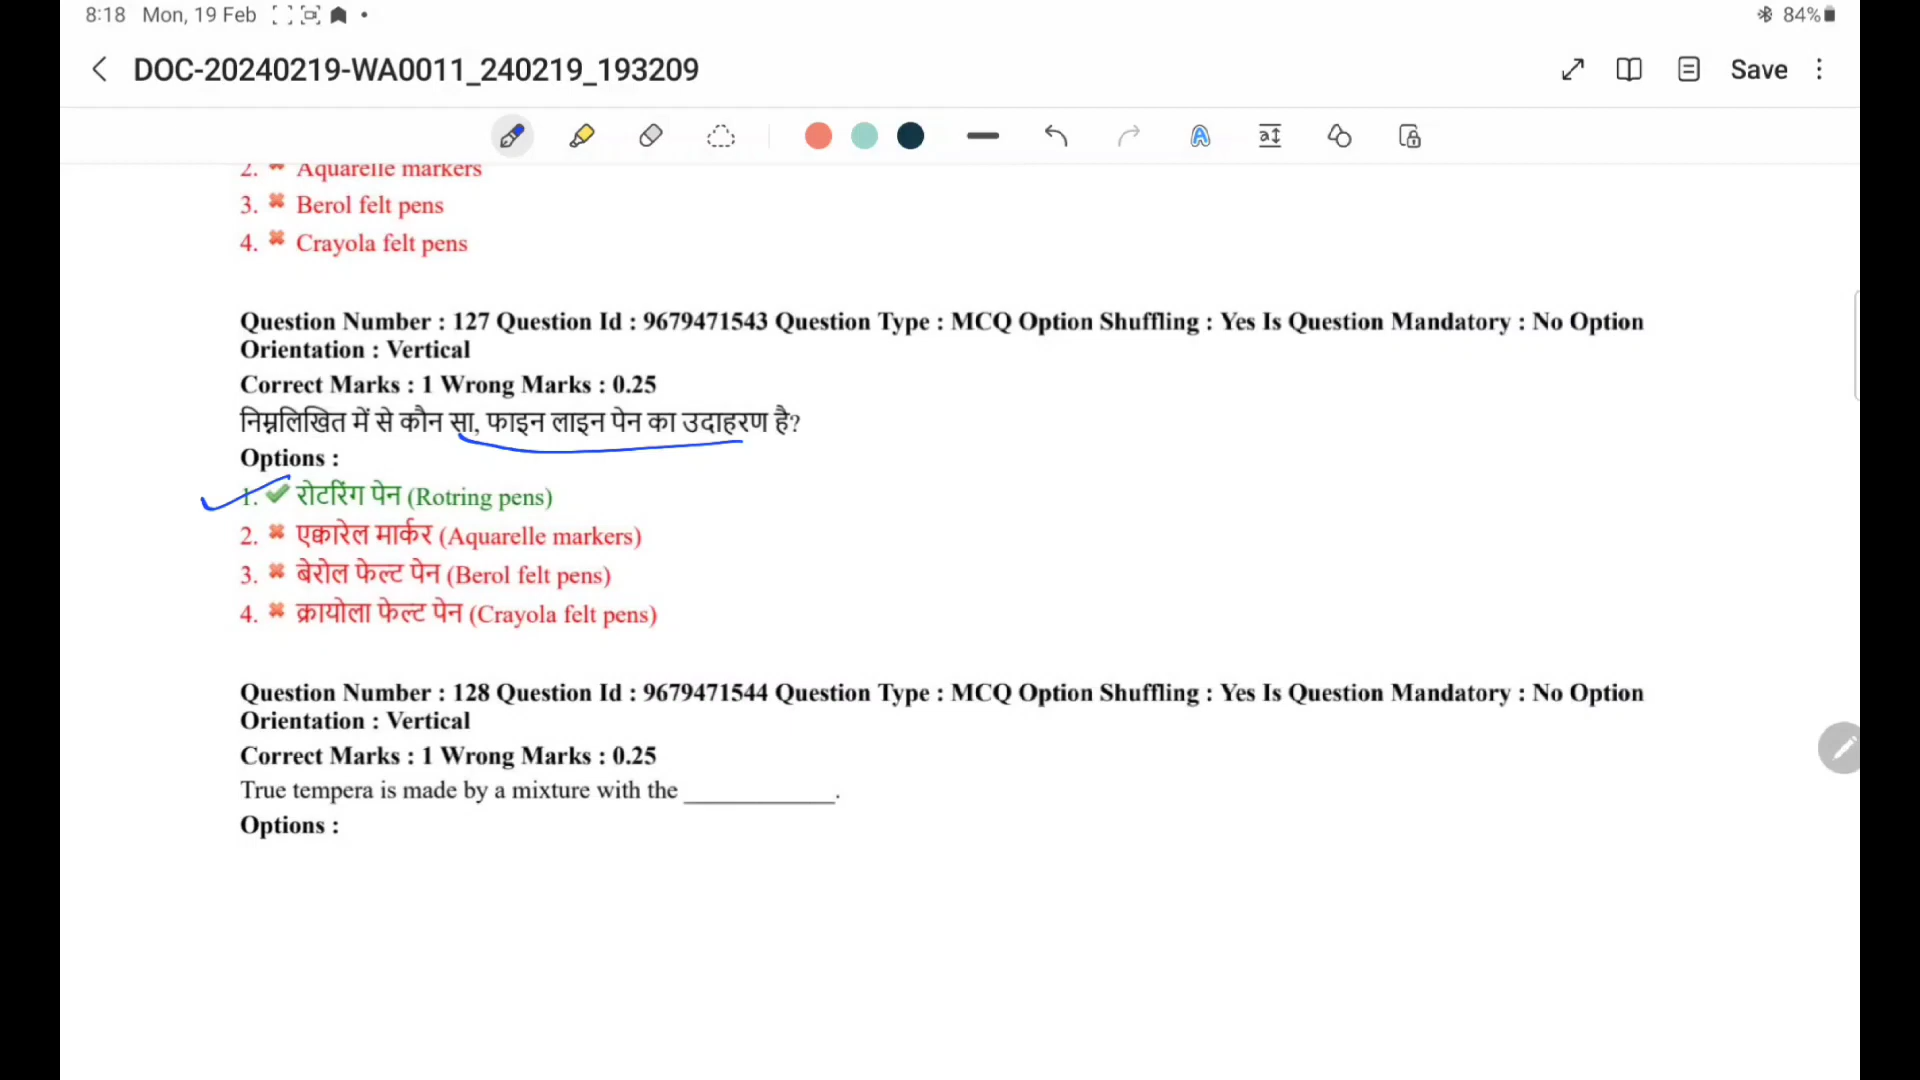 8:18 Mon, 19 Feb
84%
DOC-20240219-WA0011_240219_193209
Save
2. Aquarelle markers
3. Berol felt pens
4. Crayola felt pens
Question Number : 127 Question Id : 9679471543 Question Type : MCQ Option Shuffling : Yes Is Question Mandatory : No Option
Orientation : Vertical
Correct Marks : 1 Wrong Marks : 0.25
निम्नलिखित में से कौन सा, फाइन लाइन पेन का उदाहरण है?
Options :
1. रोटरिंग पेन (Rotring pens)
2. एक्वारेल मार्कर (Aquarelle markers)
3. बेरोल फेल्ट पेन (Berol felt pens)
4. क्रायोला फेल्ट पेन (Crayola felt pens)
Question Number : 128 Question Id : 9679471544 Question Type : MCQ Option Shuffling : Yes Is Question Mandatory : No Option
Orientation : Vertical
Correct Marks : 1 Wrong Marks : 0.25
True tempera is made by a mixture with the ____________.
Options :